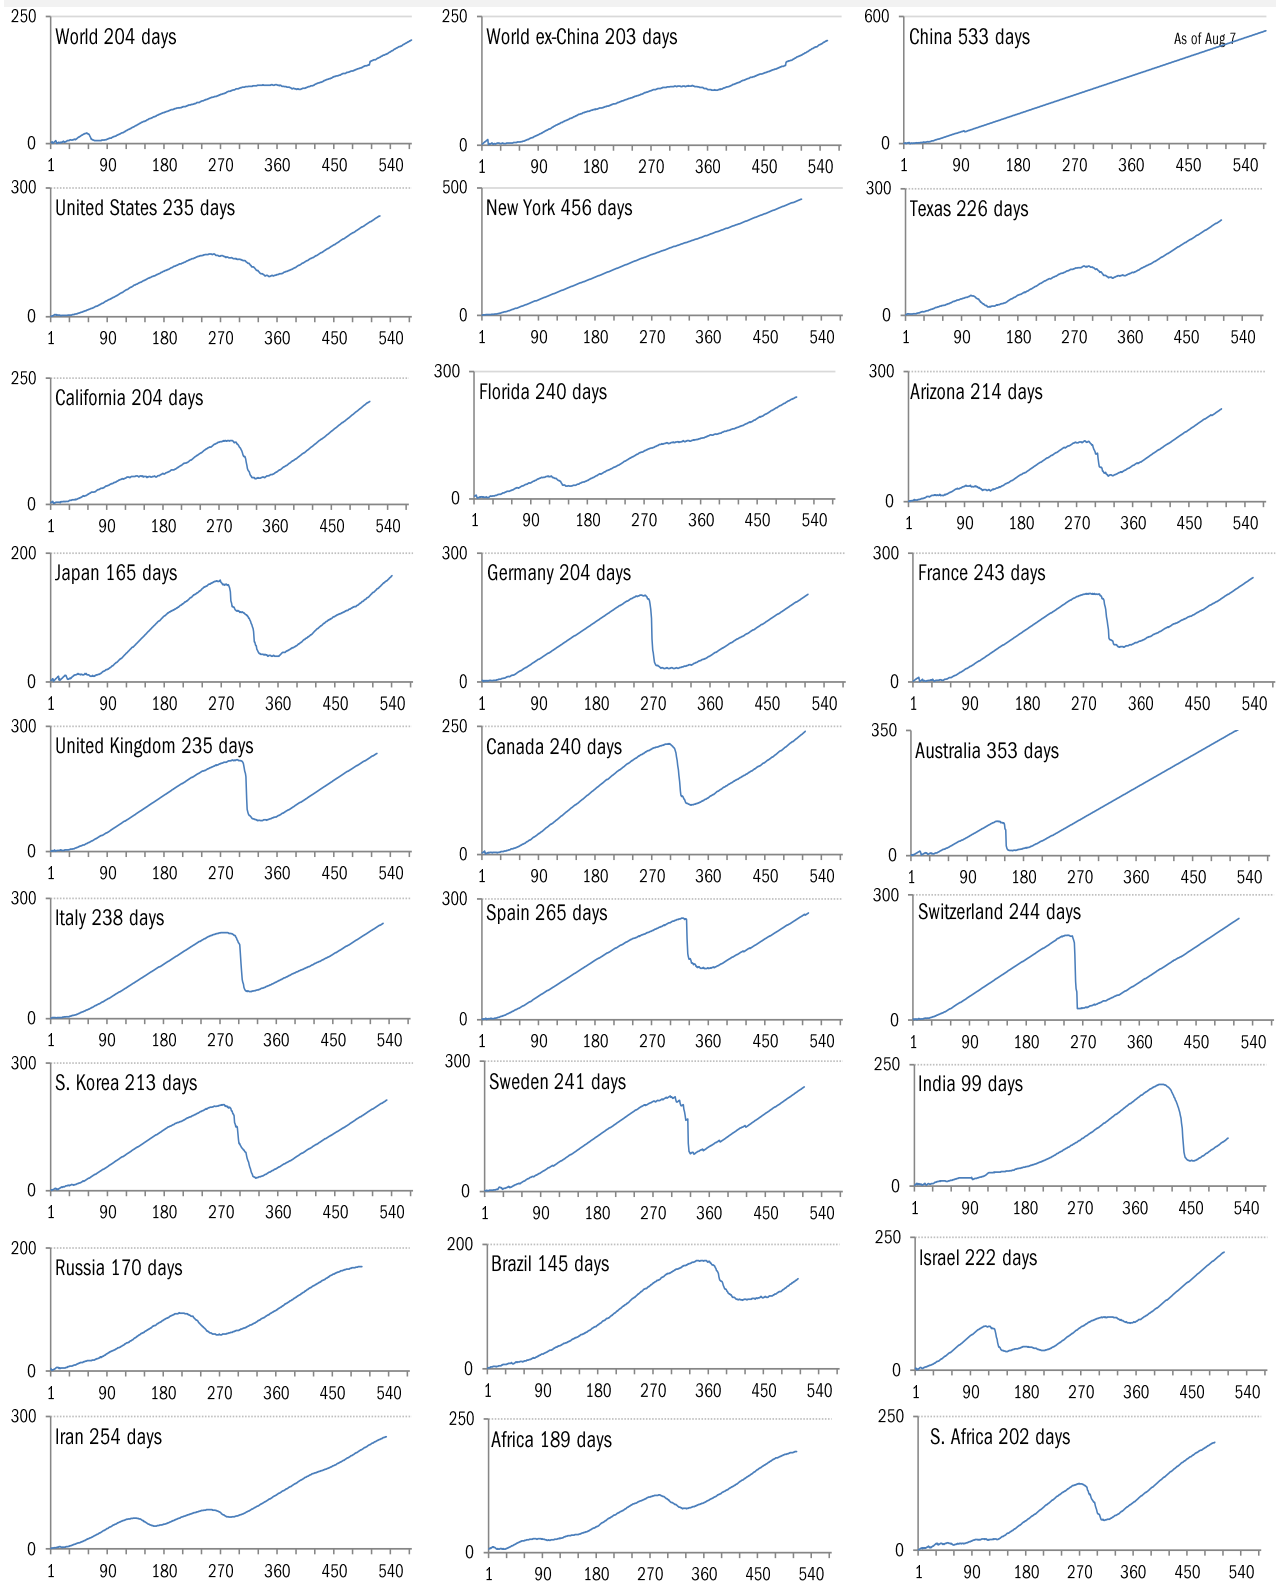 250
World 204 days
0
1 90 180 270 360 450 540
250
World ex-China 203 days
0
1 90 180 270 360 450 540
600
China 533 days
As of Aug 7
0
1 90 180 270 360 450 540
300
United States 235 days
0
1 90 180 270 360 450 540
500
New York 456 days
0
1 90 180 270 360 450 540
300
Texas 226 days
0
1 90 180 270 360 450 540
250
California 204 days
0
1 90 180 270 360 450 540
300
Florida 240 days
0
1 90 180 270 360 450 540
300
Arizona 214 days
0
1 90 180 270 360 450 540
200
Japan 165 days
0
1 90 180 270 360 450 540
300
Germany 204 days
0
1 90 180 270 360 450 540
300
France 243 days
0
1 90 180 270 360 450 540
300
United Kingdom 235 days
0
1 90 180 270 360 450 540
250
Canada 240 days
0
1 90 180 270 360 450 540
350
Australia 353 days
0
1 90 180 270 360 450 540
300
Italy 238 days
0
1 90 180 270 360 450 540
300
Spain 265 days
0
1 90 180 270 360 450 540
300
Switzerland 244 days
0
1 90 180 270 360 450 540
300
S. Korea 213 days
0
1 90 180 270 360 450 540
300
Sweden 241 days
0
1 90 180 270 360 450 540
250
India 99 days
0
1 90 180 270 360 450 540
200
Russia 170 days
0
1 90 180 270 360 450 540
200
Brazil 145 days
0
1 90 180 270 360 450 540
250
Israel 222 days
0
1 90 180 270 360 450 540
300
Iran 254 days
0
1 90 180 270 360 450 540
250
Africa 189 days
0
1 90 180 270 360 450 540
250
S. Africa 202 days
0
1 90 180 270 360 450 540